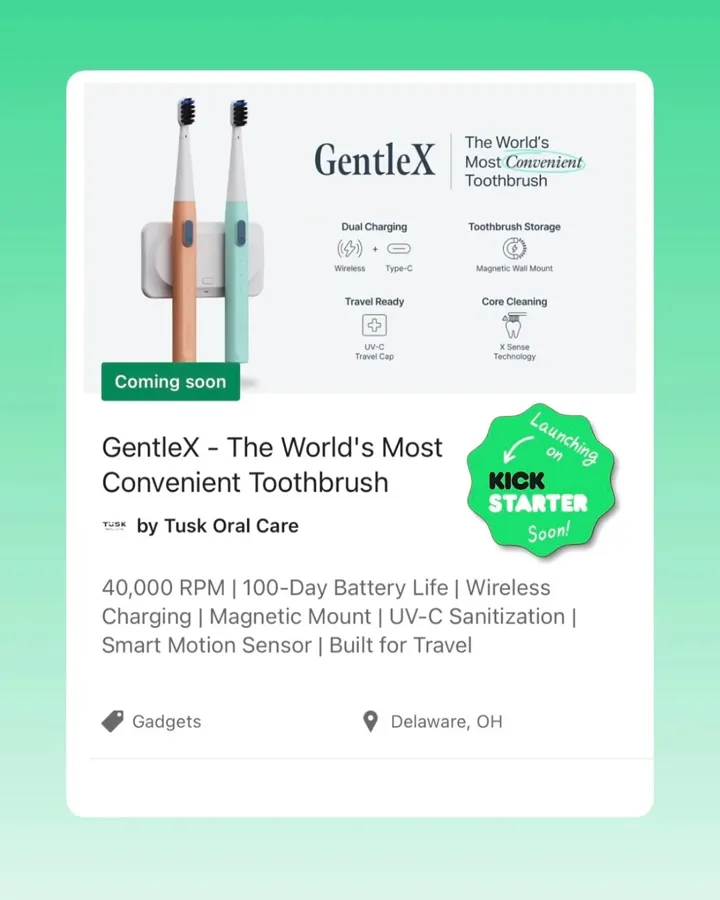 GentleX
The World's
Most Convenient
Toothbrush
Dual Charging
Wireless
+
Type-C
Toothbrush Storage
Magnetic Wall Mount
Travel Ready
UV-C
Travel Cap
Core Cleaning
X Sense
Technology
Coming soon
GentleX - The World's Most
Convenient Toothbrush
TUSK
by Tusk Oral Care
Launching
on
KICK
STARTER
Soon!
40,000 RPM | 100-Day Battery Life | Wireless
Charging | Magnetic Mount | UV-C Sanitization |
Smart Motion Sensor | Built for Travel
Gadgets
Delaware, OH